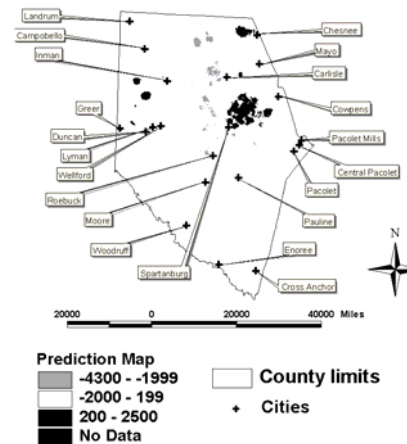 Landrum
Campobello
Inman
Greer
Duncan
Lyman
Wellford
Roebuck
Moore
Woodruff
Spartanburg
Chesnee
Mayo
Carlisle
Cowpens
Pacolet Mills
Central Pacolet
Pacolet
Pauline
Enoree
Cross Anchor
N
20000 0 20000 40000 Miles
Prediction Map
-4300 - -1999
-2000 - 199
200 - 2500
No Data
County limits
Cities